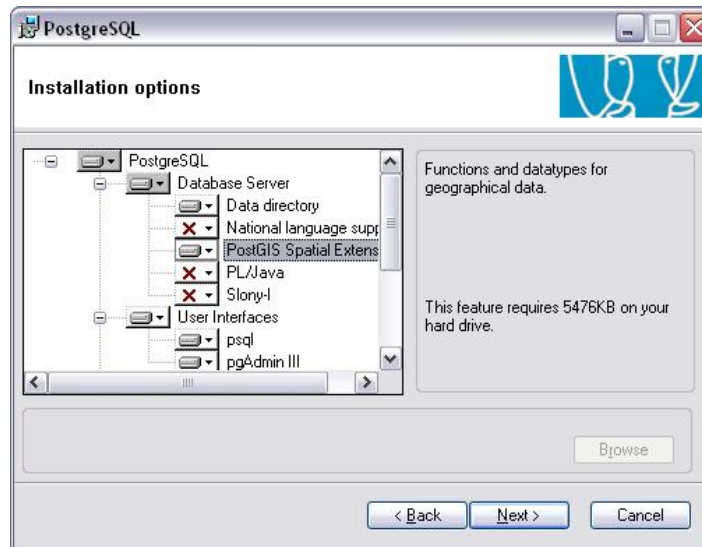 PostgreSQL
Installation options
PostgreSQL
Database Server
Data directory
National language supp
PostGIS Spatial Extens
PL/Java
Slony-I
User Interfaces
psql
pgAdmin III
Functions and datatypes for
geographical data.
This feature requires 5476KB on your
hard drive.
Browse
< Back
Next >
Cancel